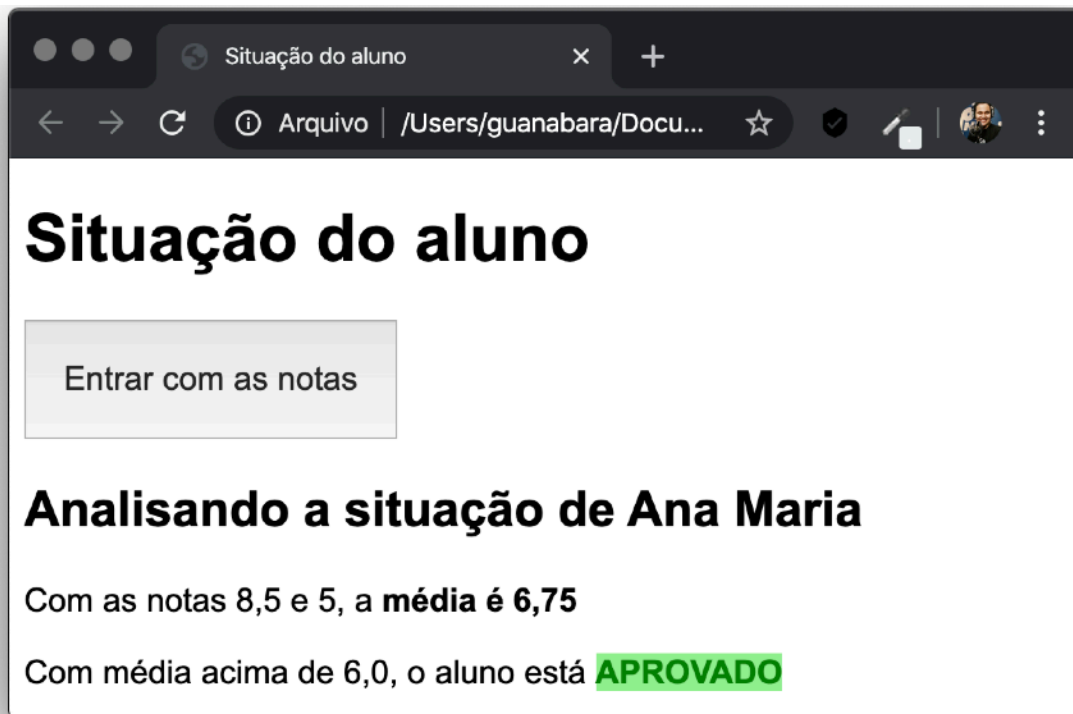 Situação do aluno
Arquivo | /Users/guanabara/Docu...
Situação do aluno
Entrar com as notas
Analisando a situação de Ana Maria
Com as notas 8,5 e 5, a média é 6,75
Com média acima de 6,0, o aluno está APROVADO